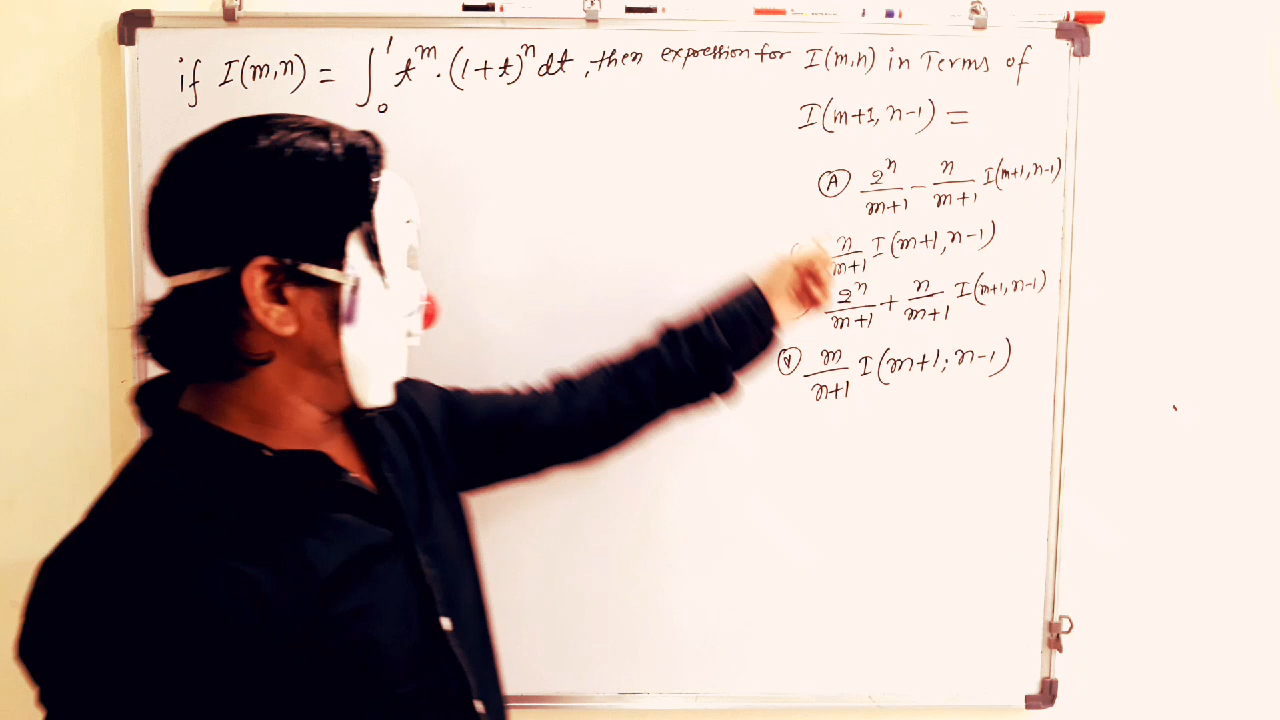 if I(m,n) = ∫₀¹ t^m . (1+t)^n dt , then expression for I(m,n) in Terms of
I(m+1, n-1) =
(A) 2^n/m+1 - n/m+1 I(m+1, n-1)
n/m+1 I(m+1, n-1)
2^n/m+1 + n/m+1 I(m+1, n-1)
m/n+1 I(m+1; n-1)